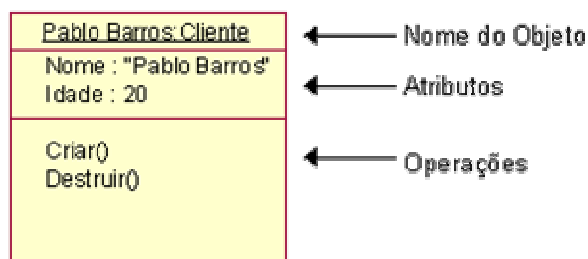 Pablo Barros:Cliente
Nome do Objeto
Nome : "Pablo Barros"
Idade : 20
Atributos
Criar()
Destruir()
Operações